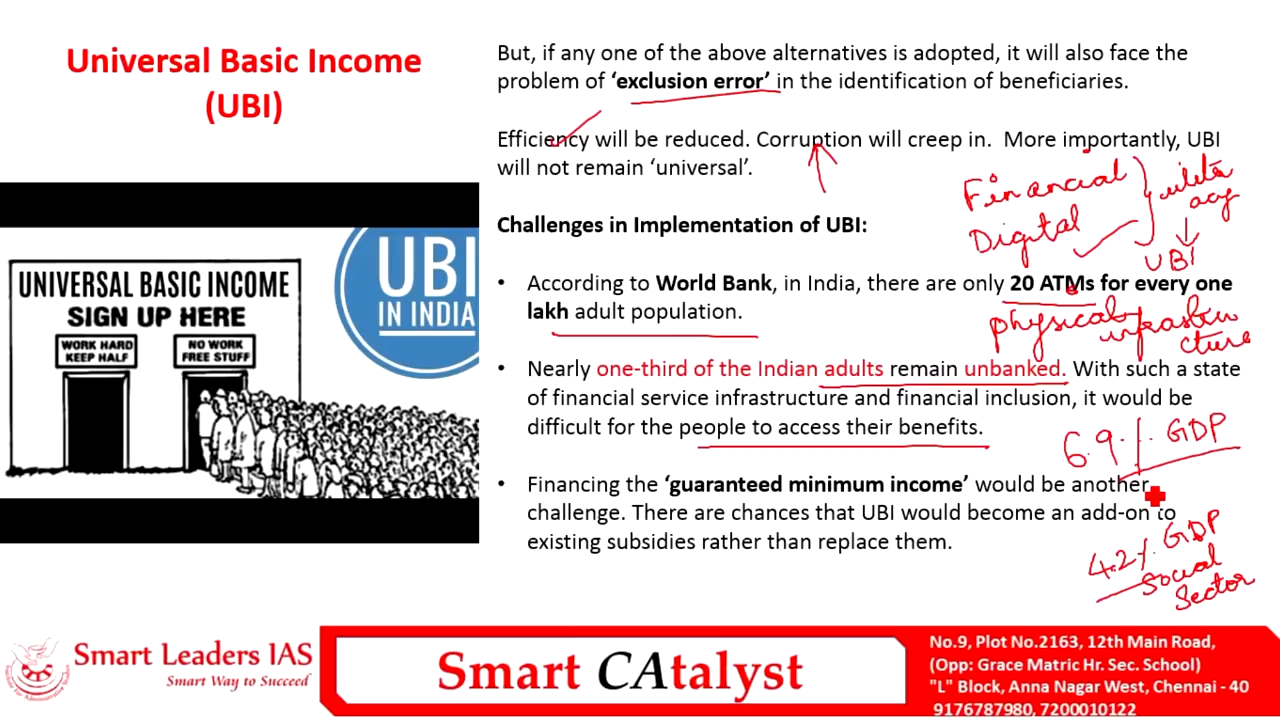 Universal Basic Income
(UBI)
But, if any one of the above alternatives is adopted, it will also face the
problem of ‘exclusion error’ in the identification of beneficiaries.
Efficiency will be reduced. Corruption will creep in. More importantly, UBI
will not remain ‘universal’.
Financial
Digital
illiter
acy
UBI
Challenges in Implementation of UBI:
• According to World Bank, in India, there are only 20 ATMs for every one
lakh adult population.
physical infrastru
cture
• Nearly one-third of the Indian adults remain unbanked. With such a state
of financial service infrastructure and financial inclusion, it would be
difficult for the people to access their benefits.
6.9 % GDP
• Financing the ‘guaranteed minimum income’ would be another
challenge. There are chances that UBI would become an add-on to
existing subsidies rather than replace them.
4.2% GDP
Social
Sector
UNIVERSAL BASIC INCOME
SIGN UP HERE
WORK HARD
KEEP HALF
NO WORK
FREE STUFF
UBI
IN INDIA
Smart Leaders IAS
Smart Way to Succeed
Smart CAtalyst
No.9, Plot No.2163, 12th Main Road,
(Opp: Grace Matric Hr. Sec. School)
"L" Block, Anna Nagar West, Chennai - 40
9176787980, 7200010122